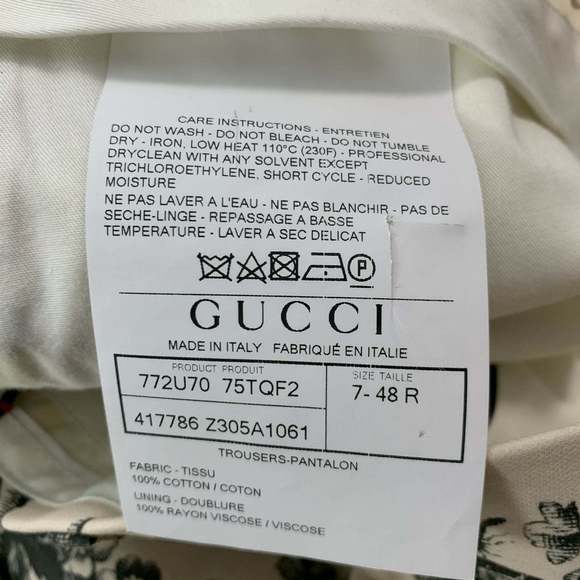 CARE INSTRUCTIONS - ENTRETIEN
DO NOT WASH - DO NOT BLEACH - DO NOT TUMBLE
DRY - IRON, LOW HEAT 110°C (230F) - PROFESSIONAL
DRYCLEAN WITH ANY SOLVENT EXCEPT
TRICHLOROETHYLENE, SHORT CYCLE - REDUCED
MOISTURE
NE PAS LAVER A L'EAU - NE PAS BLANCHIR - PAS DE
SECHE-LINGE - REPASSAGE A BASSE
TEMPERATURE - LAVER A SEC DELICAT
P
GUCCI
MADE IN ITALY FABRIQUÉ EN ITALIE
PRODUCT PRODUIT SIZE TAILLE
772U70 75TQF2 7- 48 R
417786 Z305A1061
TROUSERS-PANTALON
FABRIC - TISSU
100% COTTON / COTON
LINING - DOUBLURE
100% RAYON VISCOSE / VISCOSE